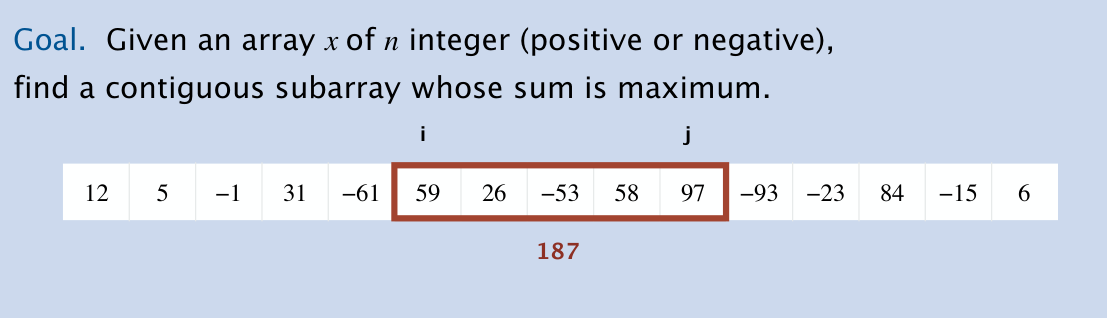 Goal. Given an array x of n integer (positive or negative),
find a contiguous subarray whose sum is maximum.
i j
12 5 −1 31 −61 59 26 −53 58 97 −93 −23 84 −15 6
187